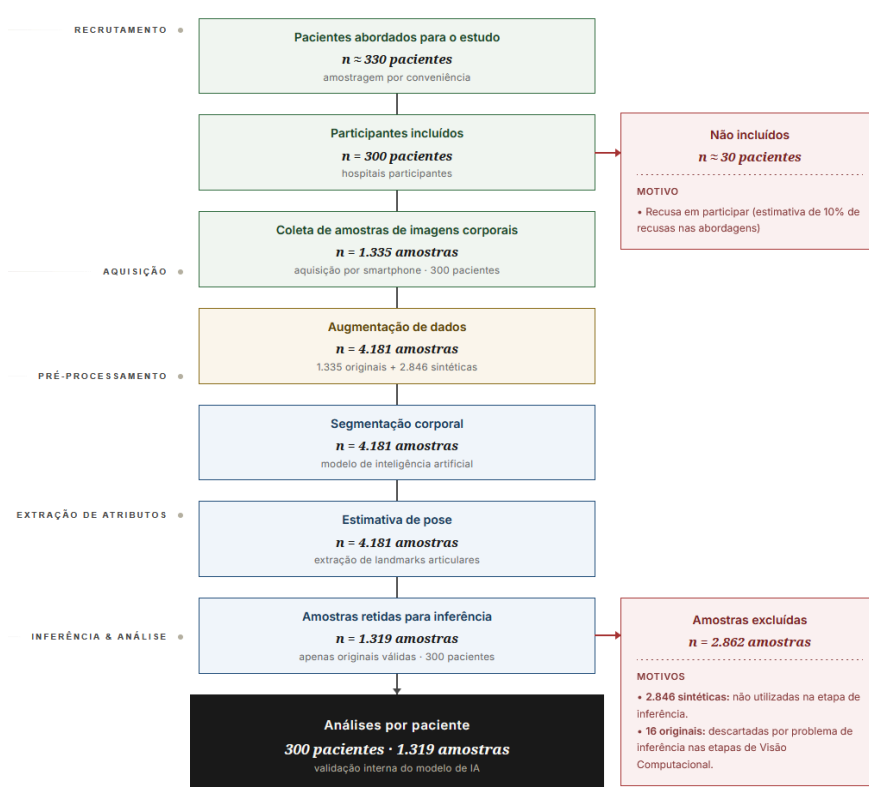 RECRUTAMENTO
Pacientes abordados para o estudo
n ≈ 330 pacientes
amostragem por conveniência
Participantes incluídos
n = 300 pacientes
hospitais participantes
Não incluídos
n ≈ 30 pacientes
MOTIVO
• Recusa em participar (estimativa de 10% de
recusas nas abordagens)
Coleta de amostras de imagens corporais
n = 1.335 amostras
aquisição por smartphone · 300 pacientes
AQUISIÇÃO
Augmentação de dados
n = 4.181 amostras
1.335 originais + 2.846 sintéticas
PRÉ-PROCESSAMENTO
Segmentação corporal
n = 4.181 amostras
modelo de inteligência artificial
EXTRAÇÃO DE ATRIBUTOS
Estimativa de pose
n = 4.181 amostras
extração de landmarks articulares
INFERÊNCIA & ANÁLISE
Amostras retidas para inferência
n = 1.319 amostras
apenas originais válidas · 300 pacientes
Amostras excluídas
n = 2.862 amostras
MOTIVOS
• 2.846 sintéticas: não utilizadas na etapa de
inferência.
• 16 originais: descartadas por problema de
inferência nas etapas de Visão
Computacional.
Análises por paciente
300 pacientes · 1.319 amostras
validação interna do modelo de IA